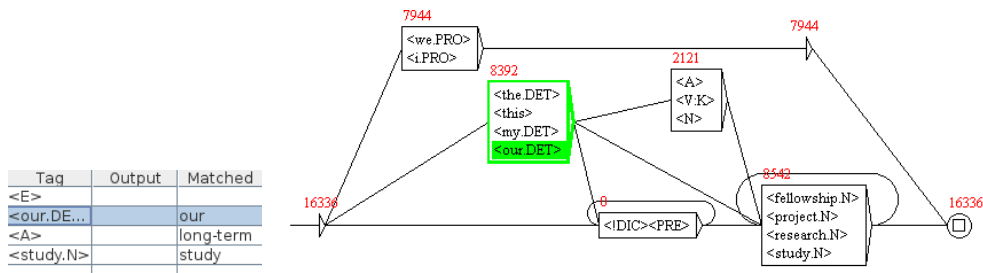 Tag Output Matched
<E>
<our.DE... our
<A> long-term
<study.N> study
7944
<we.PRO>
<i.PRO>
7944
8392
<the.DET>
<this>
<my.DET>
<our.DET>
2121
<A>
<V:K>
<N>
16336
0
<!DIC><PRE>
8542
<fellowship.N>
<project.N>
<research.N>
<study.N>
16336